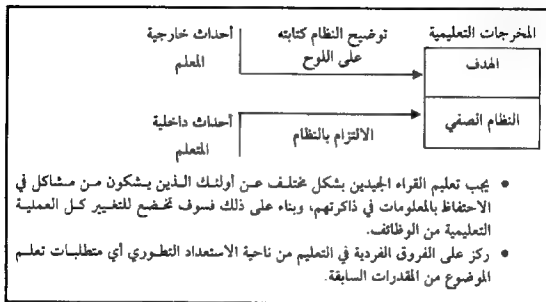 المخرجات التعليمية
توضيح النظام كتابته
أحداث خارجية
الهدف
على اللوح
المعلم
النظام الصفي
الالتزام بالنظام
أحداث داخلية
المتعلم
• يجب تعليم القراء الجيدين بشكل مختلف عن أولئك الذين يشكون من مشاكل في
الاحتفاظ بالمعلومات في ذاكرتهم، وبناء على ذلك فسوف تخضع للتغيير كل العملية
التعليمية من الوظائف.
• ركز على الفروق الفردية في التعليم من ناحية الاستعداد التطوري أي متطلبات تعلم
الموضوع من المقدرات السابقة.